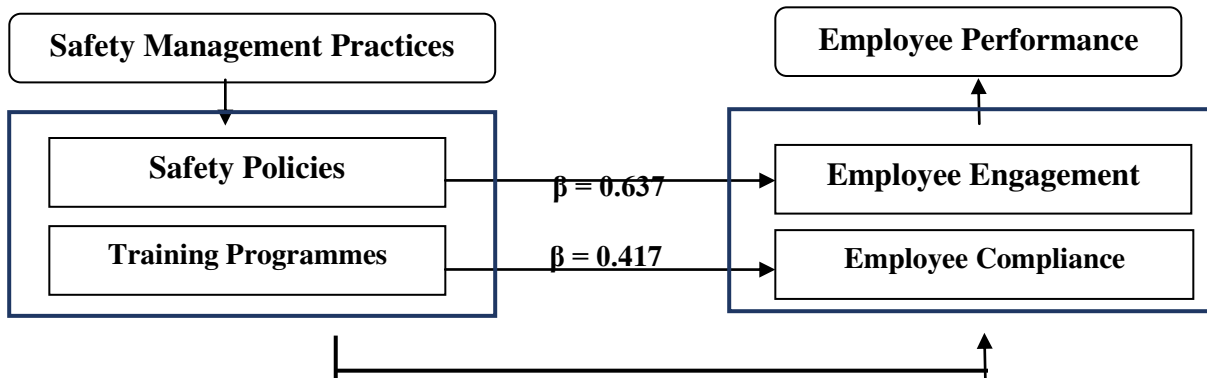 Safety Management Practices
Employee Performance
Safety Policies
β = 0.637
Employee Engagement
Training Programmes
β = 0.417
Employee Compliance